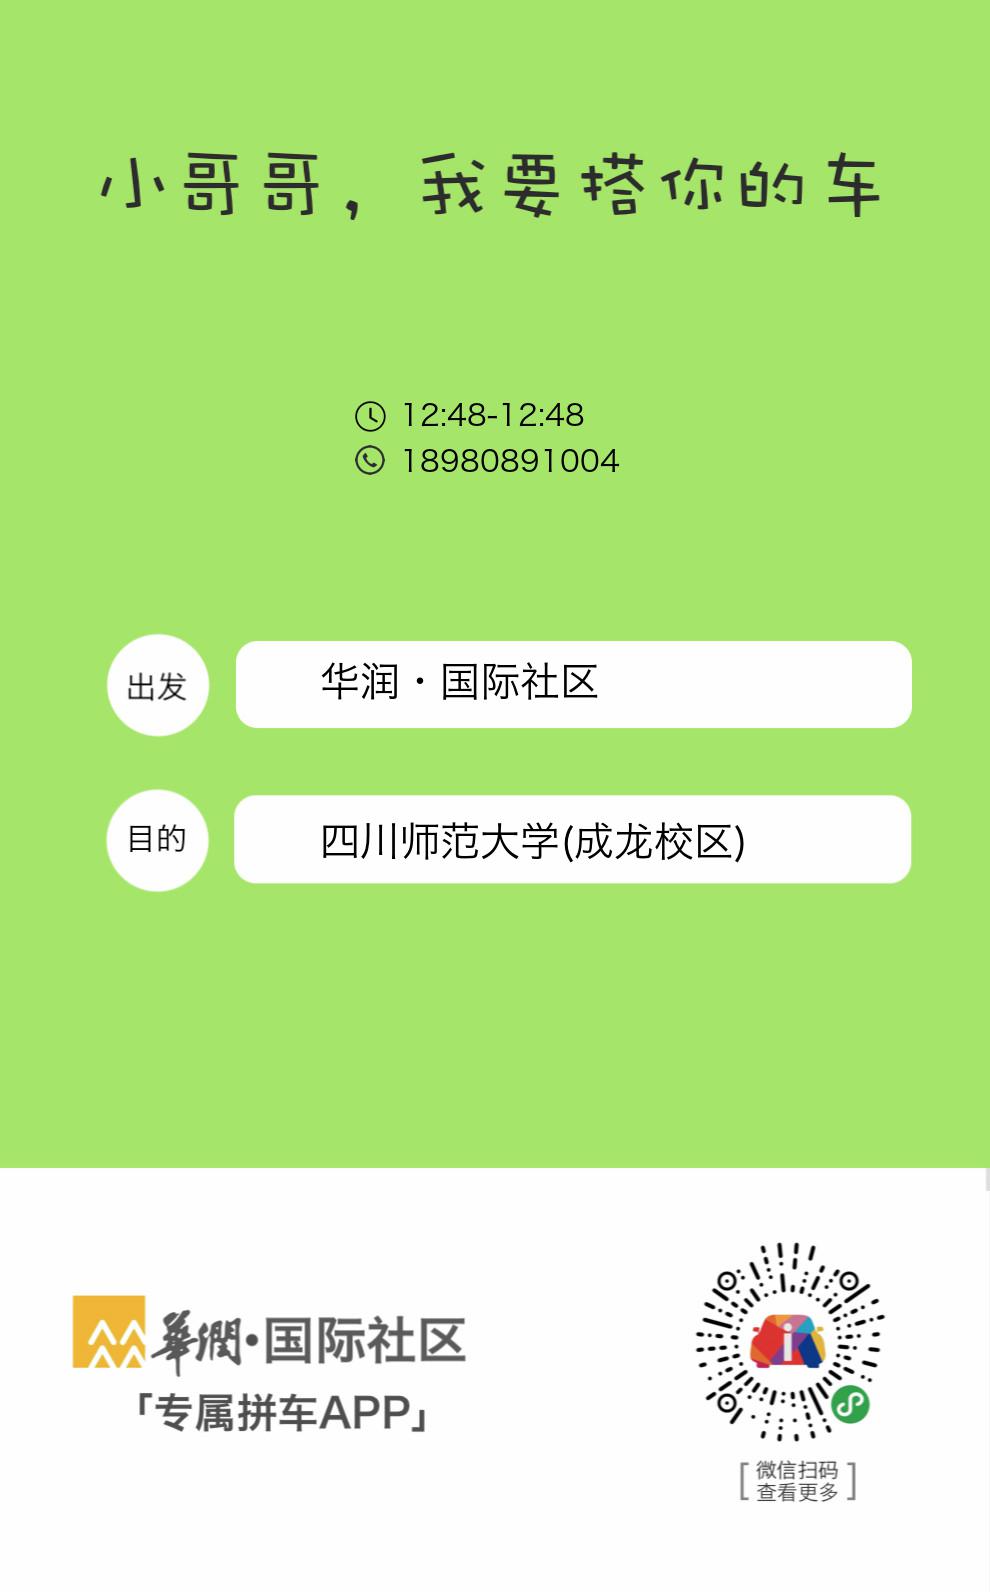 小哥哥，我要搭你的车
12:48-12:48
18980891004
出发 华润·国际社区
目的 四川师范大学(成龙校区)
華潤·国际社区
「专属拼车APP」
微信扫码
查看更多